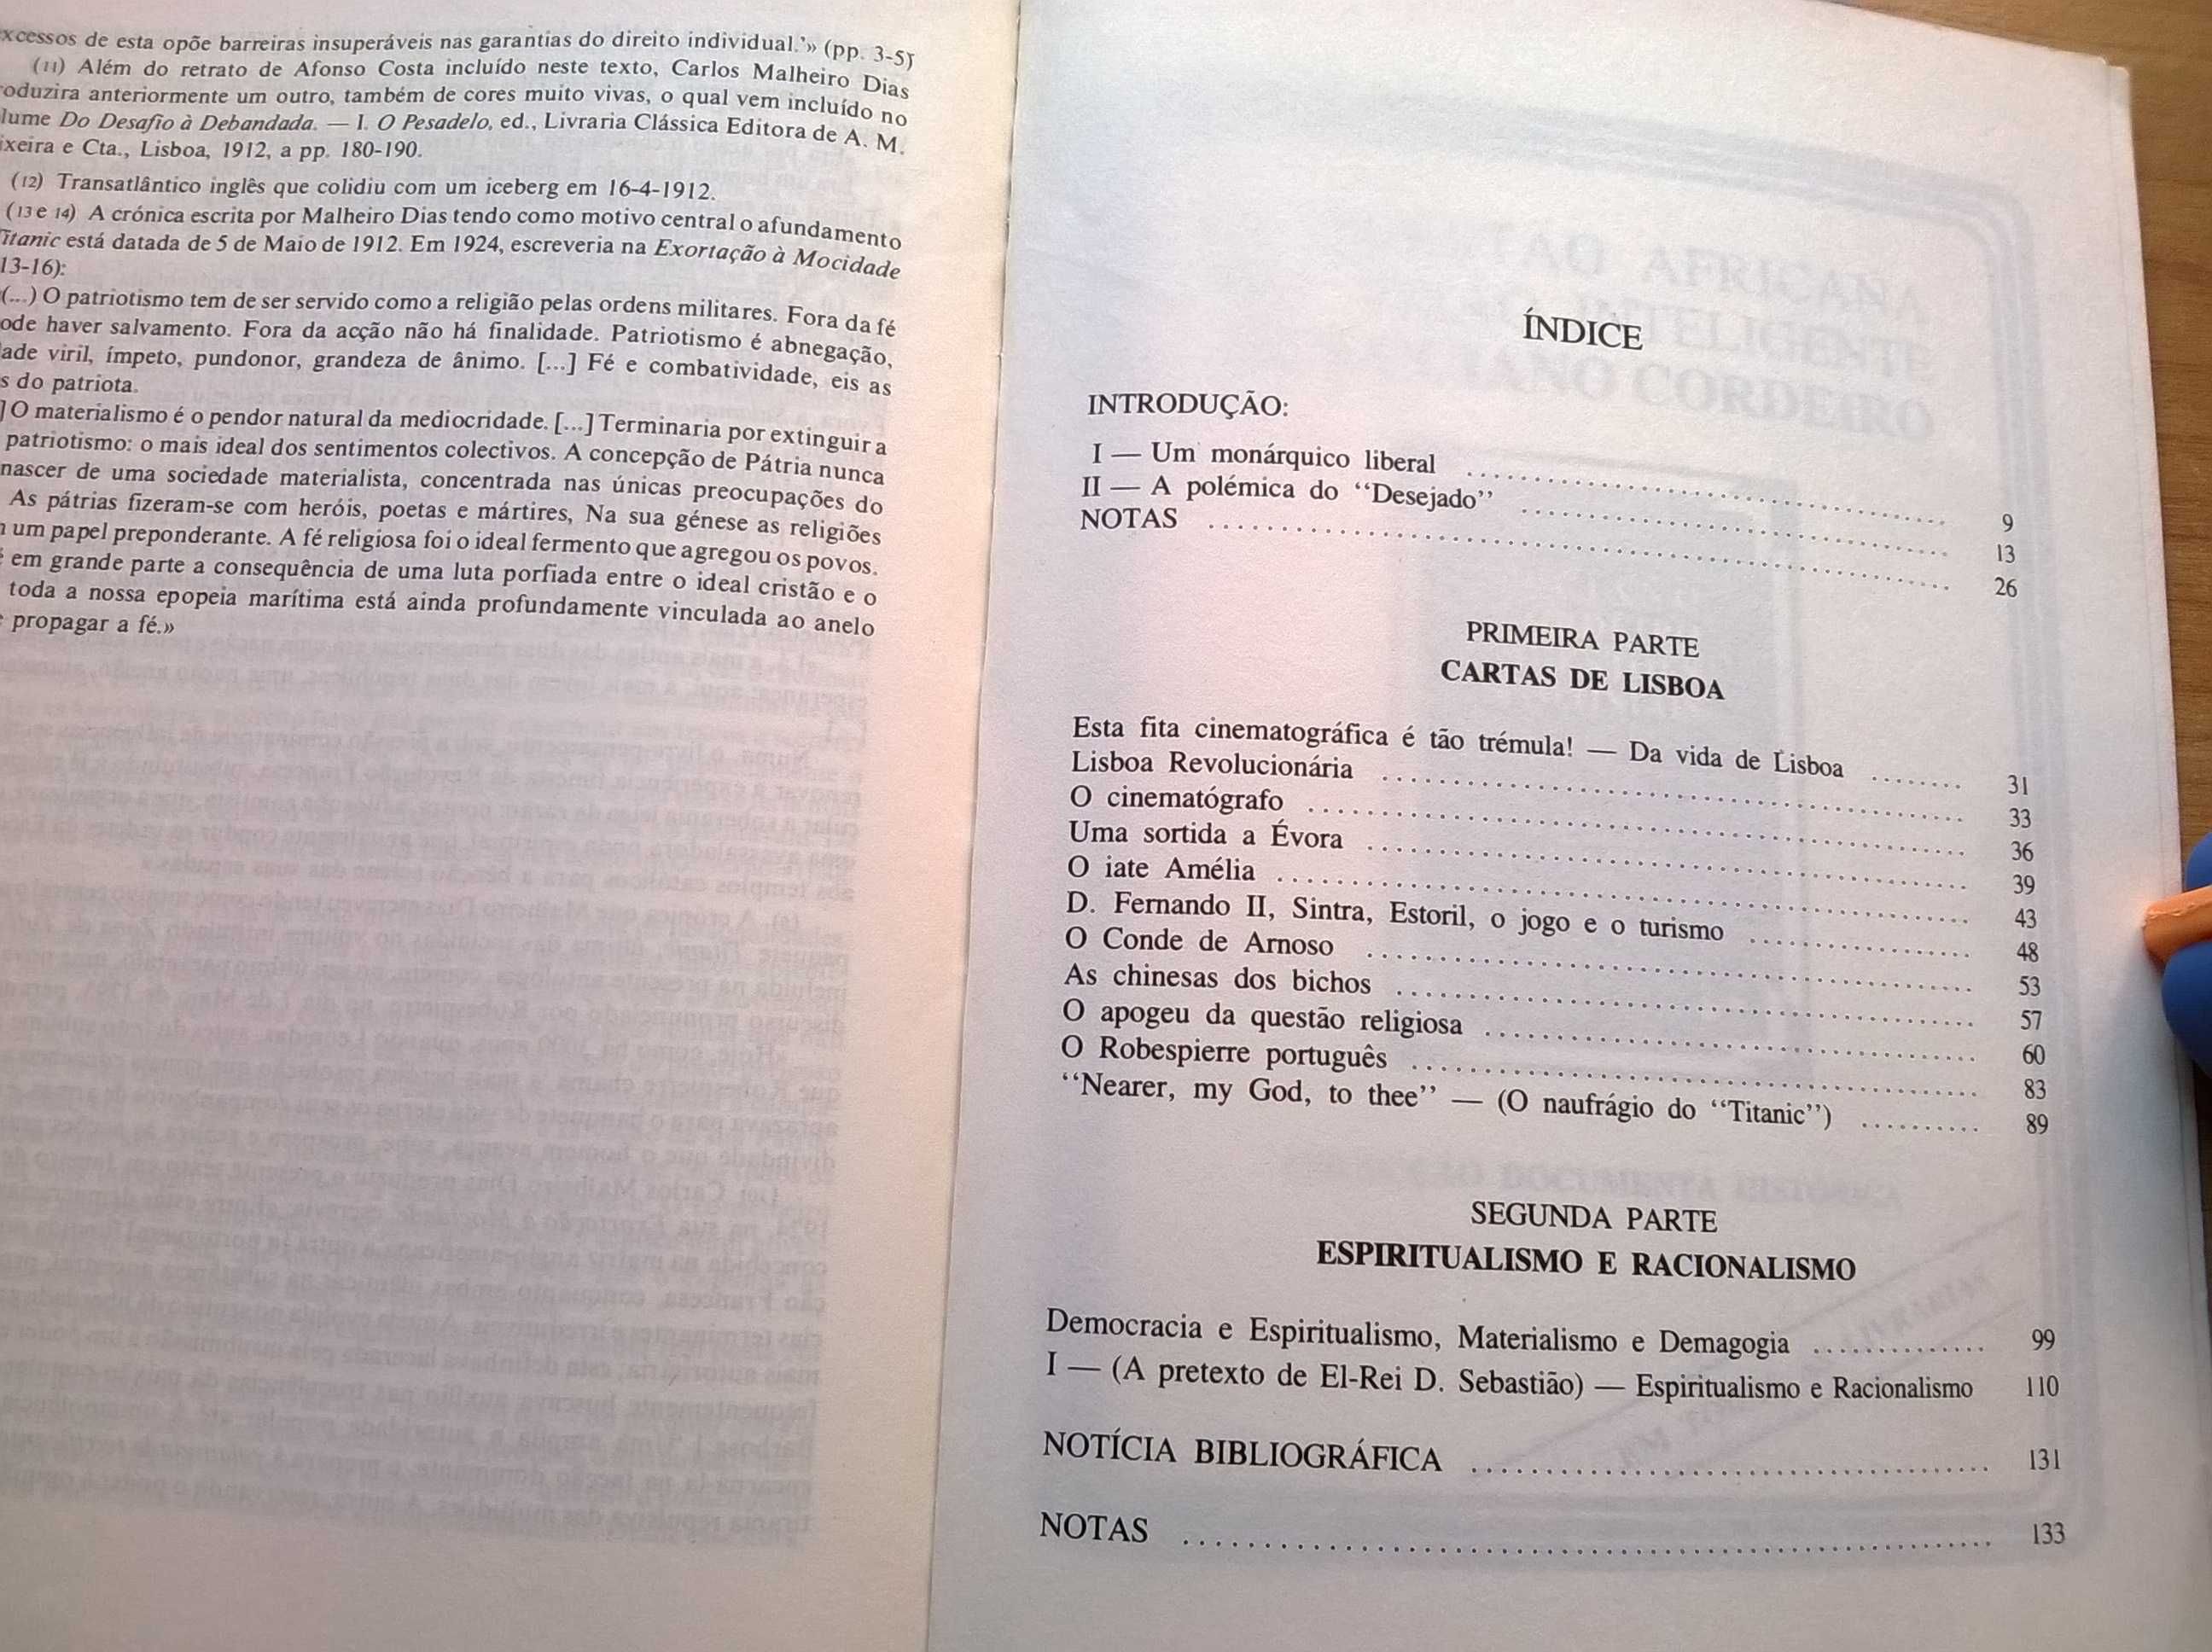 excessos de esta opõe barreiras insuperáveis nas garantias do direito individual.'» (pp. 3-5)
(11) Além do retrato de Afonso Costa incluído neste texto, Carlos Malheiro Dias
oduzira anteriormente um outro, também de cores muito vivas, o qual vem incluído no
lume Do Desafio à Debandada. — I. O Pesadelo, ed., Livraria Clássica Editora de A. M.
ixeira e Cta., Lisboa, 1912, a pp. 180-190.
(12) Transatlântico inglês que colidiu com um iceberg em 16-4-1912.
(13 e 14) A crónica escrita por Malheiro Dias tendo como motivo central o afundamento
Titanic está datada de 5 de Maio de 1912. Em 1924, escreveria na Exortação à Mocidade
13-16):
(...) O patriotismo tem de ser servido como a religião pelas ordens militares. Fora da fé
ode haver salvamento. Fora da acção não há finalidade. Patriotismo é abnegação,
ade viril, ímpeto, pundonor, grandeza de ânimo. [...] Fé e combatividade, eis as
s do patriota.
] O materialismo é o pendor natural da mediocridade. [...] Terminaria por extinguir a
patriotismo: o mais ideal dos sentimentos colectivos. A concepção de Pátria nunca
nascer de uma sociedade materialista, concentrada nas únicas preocupações do
As pátrias fizeram-se com heróis, poetas e mártires, Na sua génese as religiões
um papel preponderante. A fé religiosa foi o ideal fermento que agregou os povos.
em grande parte a consequência de uma luta porfiada entre o ideal cristão e o
toda a nossa epopeia marítima está ainda profundamente vinculada ao anelo
propagar a fé.»
ÍNDICE
INTRODUÇÃO:
I — Um monárquico liberal .......... 9
II — A polémica do "Desejado" .......... 13
NOTAS .......... 26
PRIMEIRA PARTE
CARTAS DE LISBOA
Esta fita cinematográfica é tão trémula! — Da vida de Lisboa ........ 31
Lisboa Revolucionária .......... 33
O cinematógrafo .......... 36
Uma sortida a Évora .......... 39
O iate Amélia .......... 43
D. Fernando II, Sintra, Estoril, o jogo e o turismo .......... 48
O Conde de Arnoso .......... 53
As chinesas dos bichos .......... 57
O apogeu da questão religiosa .......... 60
O Robespierre português .......... 83
"Nearer, my God, to thee" — (O naufrágio do "Titanic") .......... 89
SEGUNDA PARTE
ESPIRITUALISMO E RACIONALISMO
Democracia e Espiritualismo, Materialismo e Demagogia .......... 99
I — (A pretexto de El-Rei D. Sebastião) — Espiritualismo e Racionalismo 110
NOTÍCIA BIBLIOGRÁFICA .......... 131
NOTAS .......... 133